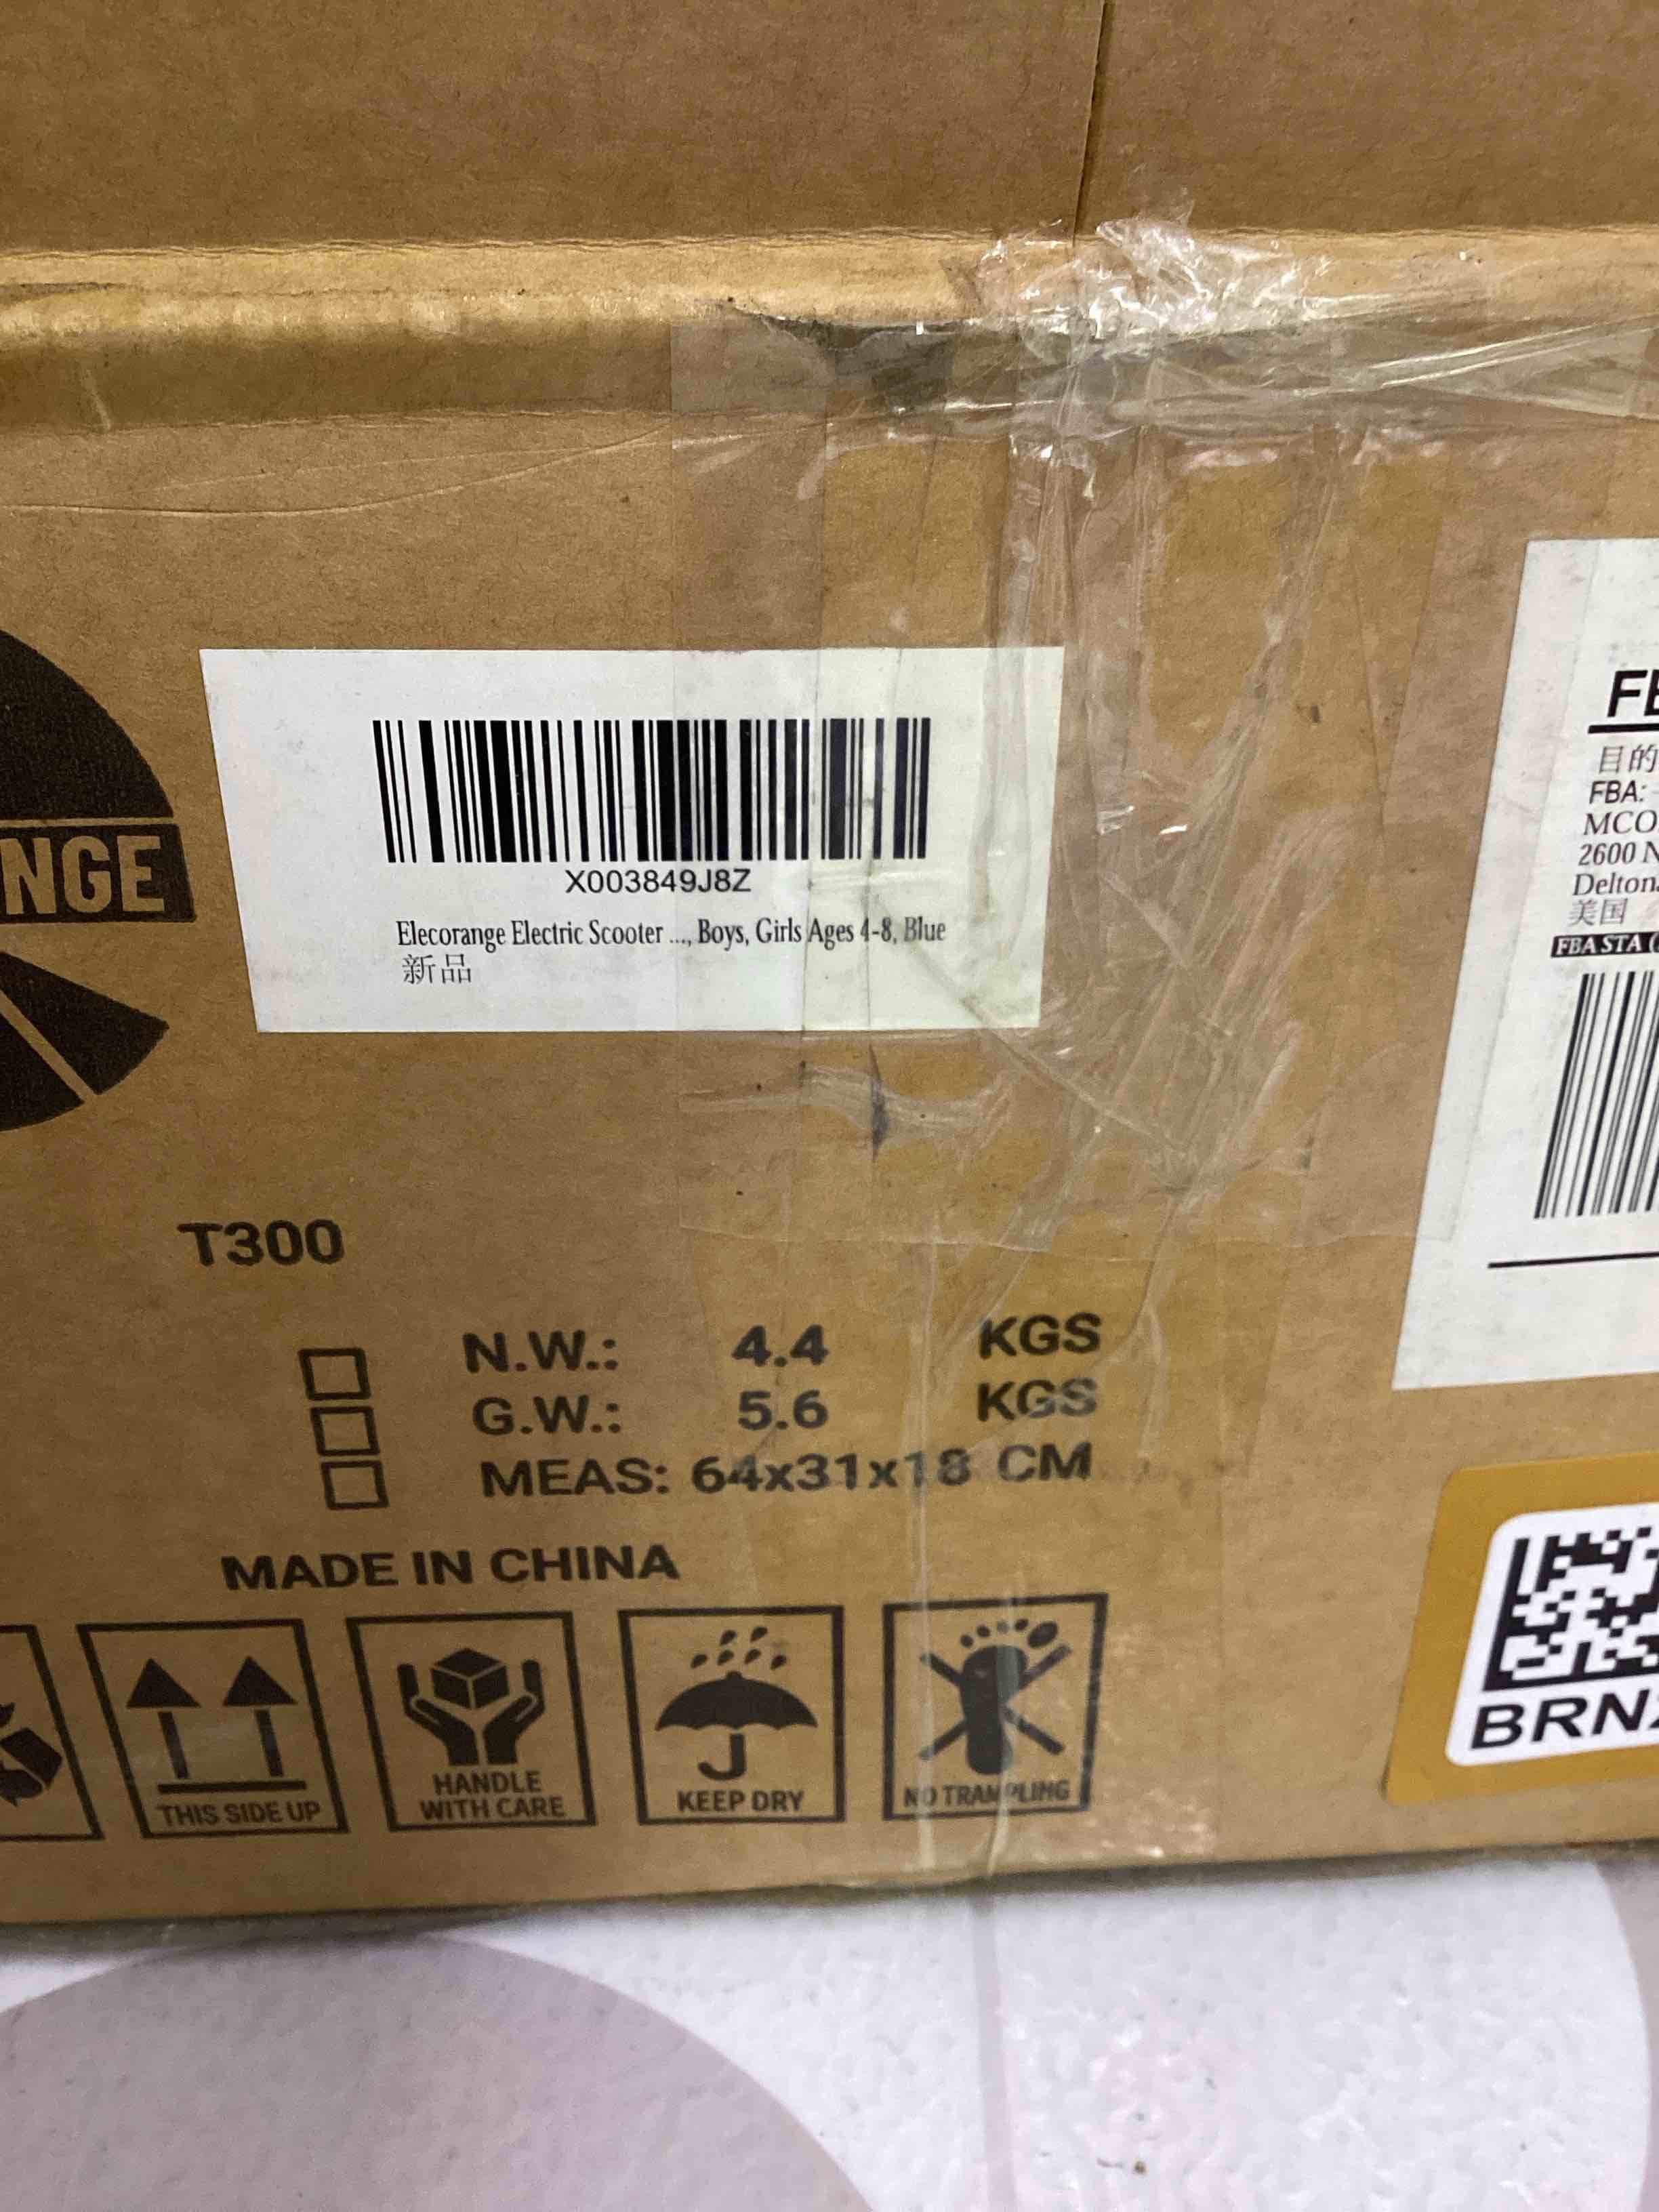 NGE
X003849J8Z
Elecorange Electric Scooter ..., Boys, Girls Ages 4-8, Blue
新品
T300
N.W.: 4.4 KGS
G.W.: 5.6 KGS
MEAS: 64x31x18 CM
MADE IN CHINA
THIS SIDE UP
HANDLE
WITH CARE
KEEP DRY
NO TRAMPLING
目的
FBA:
MCO
2600 N
Delton
美国
FBA STA (
BRN